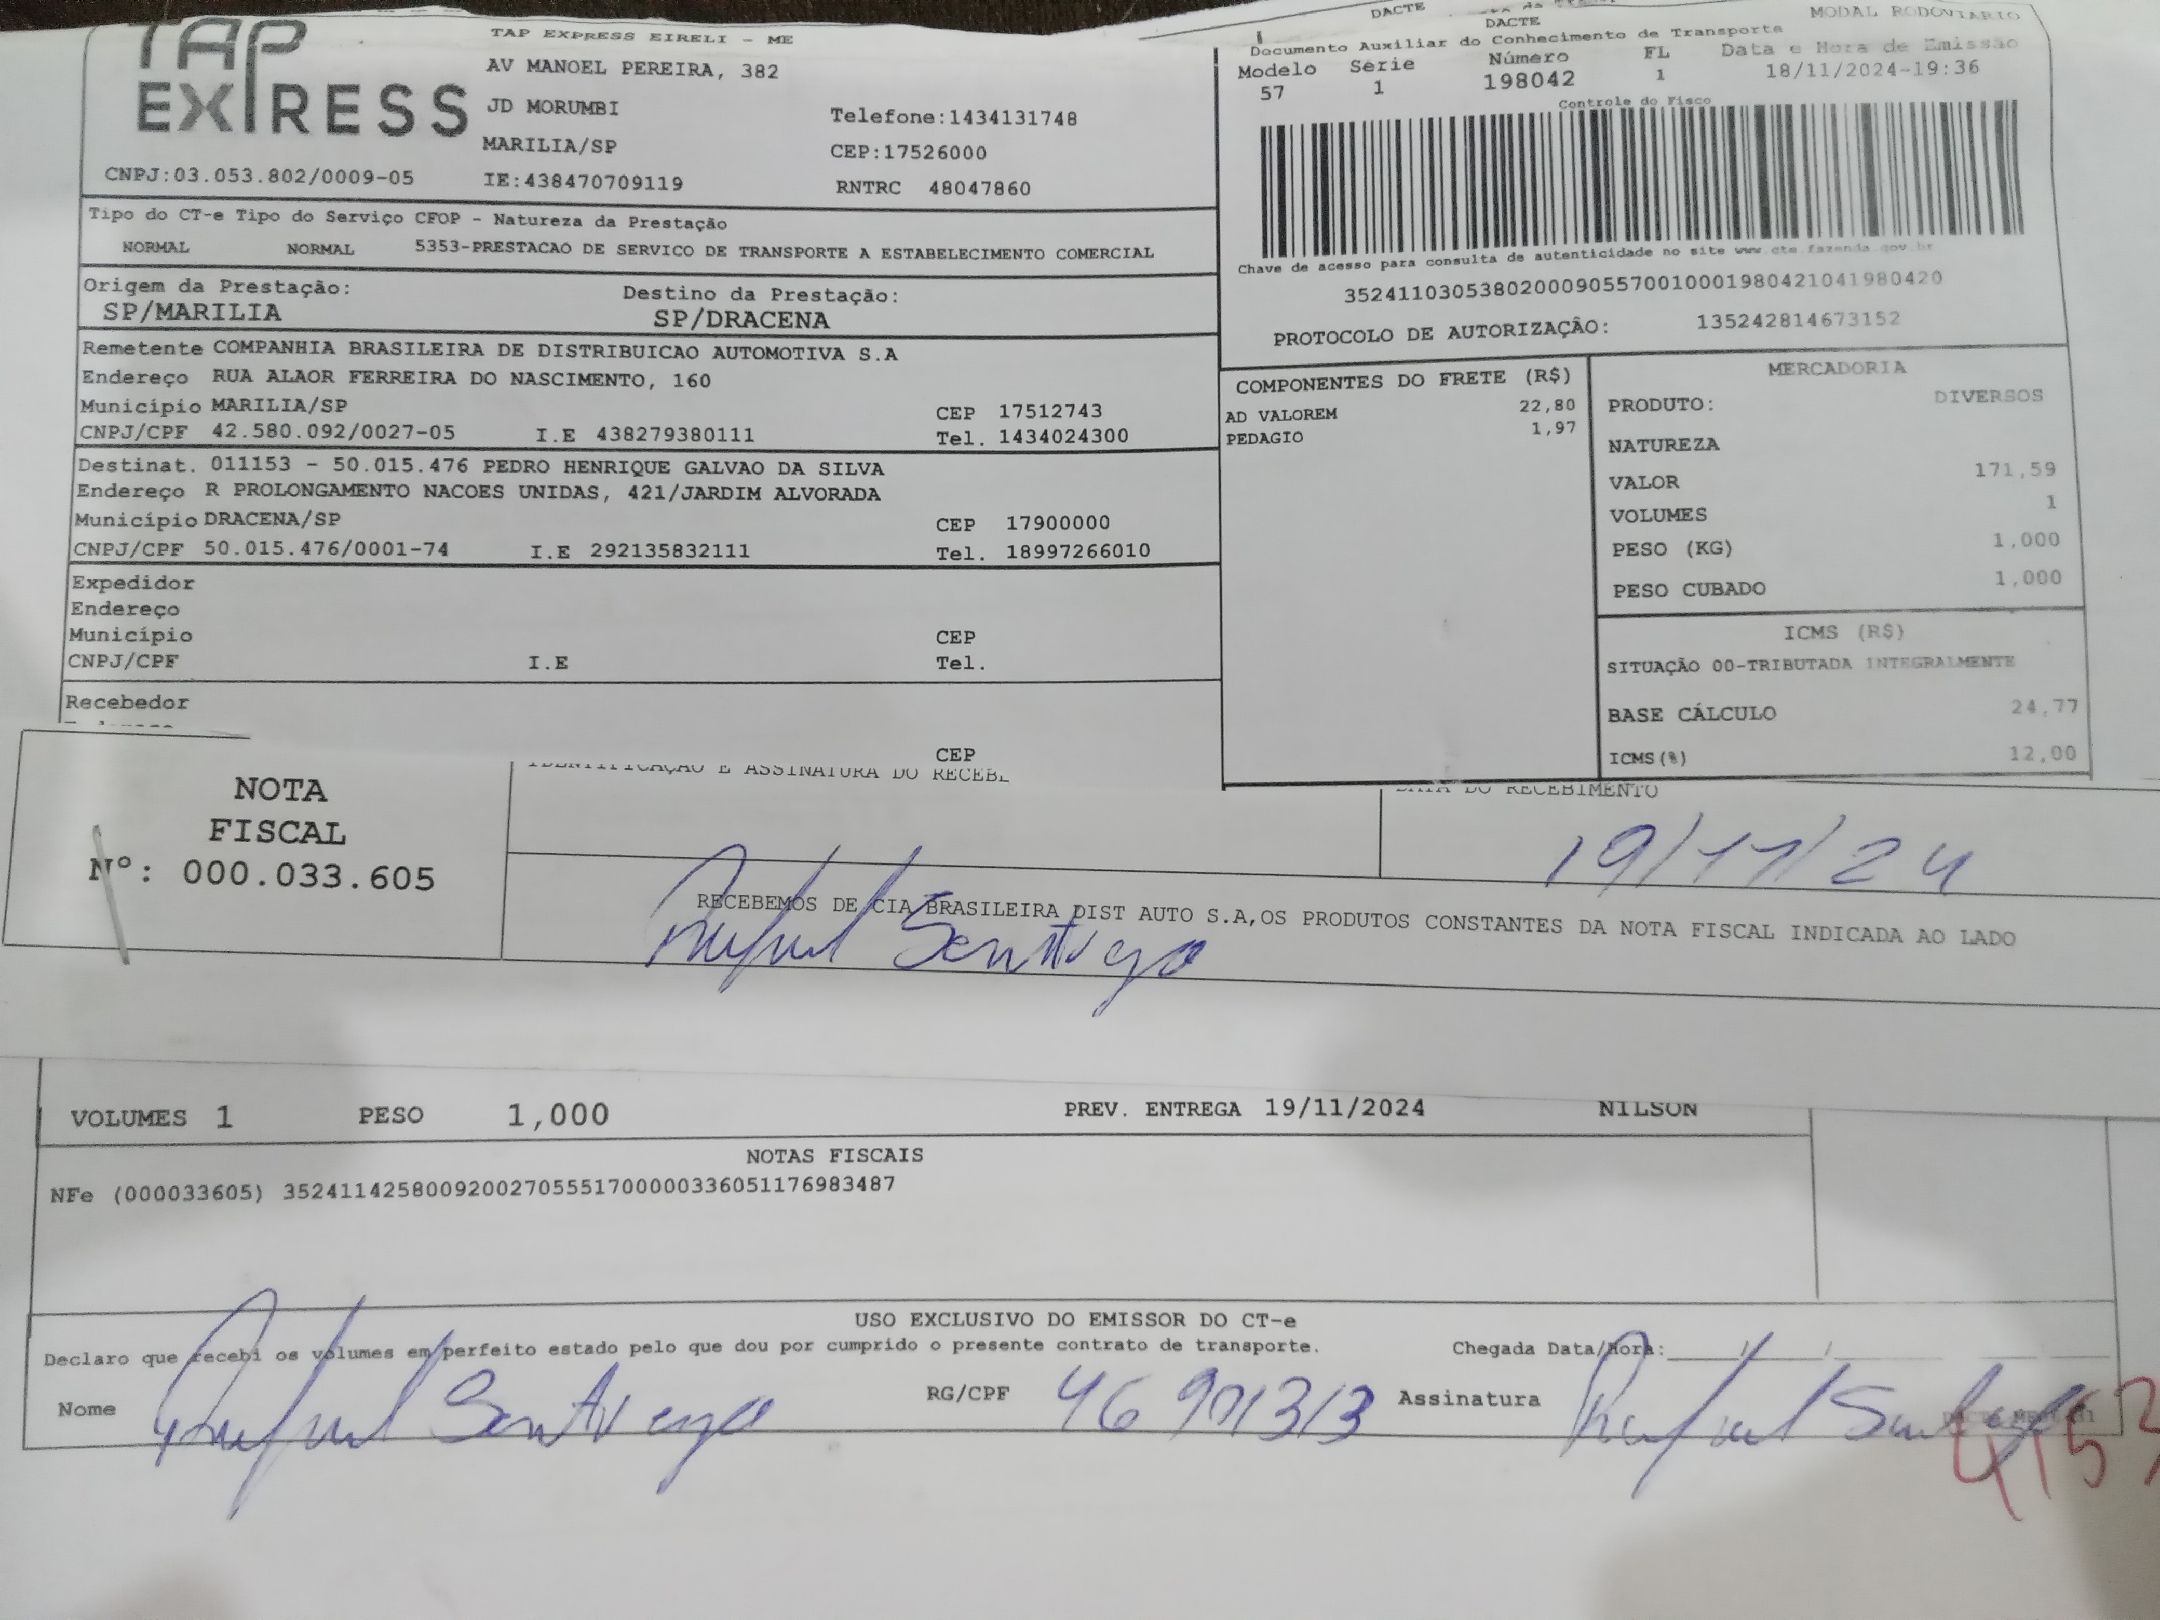 TAP
EXPRESS
TAP EXPRESS EIRELI - ME
AV MANOEL PEREIRA, 382
JD MORUMBI
Telefone:1434131748
MARILIA/SP
CEP:17526000
CNPJ:03.053.802/0009-05
IE:438470709119
RNTRC 48047860
DACTE
DACTE
MODAL RODOVIARIO
Documento Auxiliar do Conhecimento de Transporte
Modelo Série Número FL Data e Hora de Emissão
57 1 198042 1 18/11/2024-19:36
Controle do Fisco
Chave de acesso para consulta de autenticidade no site www.cte.fazenda.gov.br
35241103053802000905570010001980421041980420
PROTOCOLO DE AUTORIZAÇÃO: 135242814673152
Tipo do CT-e Tipo do Serviço CFOP - Natureza da Prestação
NORMAL NORMAL 5353-PRESTACAO DE SERVICO DE TRANSPORTE A ESTABELECIMENTO COMERCIAL
Origem da Prestação: Destino da Prestação:
SP/MARILIA SP/DRACENA
Remetente COMPANHIA BRASILEIRA DE DISTRIBUICAO AUTOMOTIVA S.A
Endereço RUA ALAOR FERREIRA DO NASCIMENTO, 160
Município MARILIA/SP CEP 17512743
CNPJ/CPF 42.580.092/0027-05 I.E 438279380111 Tel. 1434024300
Destinat. 011153 - 50.015.476 PEDRO HENRIQUE GALVAO DA SILVA
Endereço R PROLONGAMENTO NACOES UNIDAS, 421/JARDIM ALVORADA
Município DRACENA/SP CEP 17900000
CNPJ/CPF 50.015.476/0001-74 I.E 292135832111 Tel. 18997266010
Expedidor
Endereço
Município CEP
CNPJ/CPF I.E Tel.
Recebedor
CEP
COMPONENTES DO FRETE (R$)
AD VALOREM 22,80
PEDAGIO 1,97
MERCADORIA
PRODUTO: DIVERSOS
NATUREZA
VALOR 171,59
VOLUMES 1
PESO (KG) 1,000
PESO CUBADO 1,000
ICMS (R$)
SITUAÇÃO 00-TRIBUTADA INTEGRALMENTE
BASE CÁLCULO 24,77
ICMS(%) 12,00
NOTA
FISCAL
Nº: 000.033.605
IDENTIFICAÇAO E ASSINATURA DO RECEBE
DATA DO RECEBIMENTO
19/11/24
RECEBEMOS DE CIA BRASILEIRA DIST AUTO S.A,OS PRODUTOS CONSTANTES DA NOTA FISCAL INDICADA AO LADO
VOLUMES 1 PESO 1,000 PREV. ENTREGA 19/11/2024 NILSON
NOTAS FISCAIS
NFe (000033605) 35241142580092002705551700000336051176983487
USO EXCLUSIVO DO EMISSOR DO CT-e
Declaro que recebi os volumes em perfeito estado pelo que dou por cumprido o presente contrato de transporte. Chegada Data/Hora:
Nome RG/CPF Assinatura